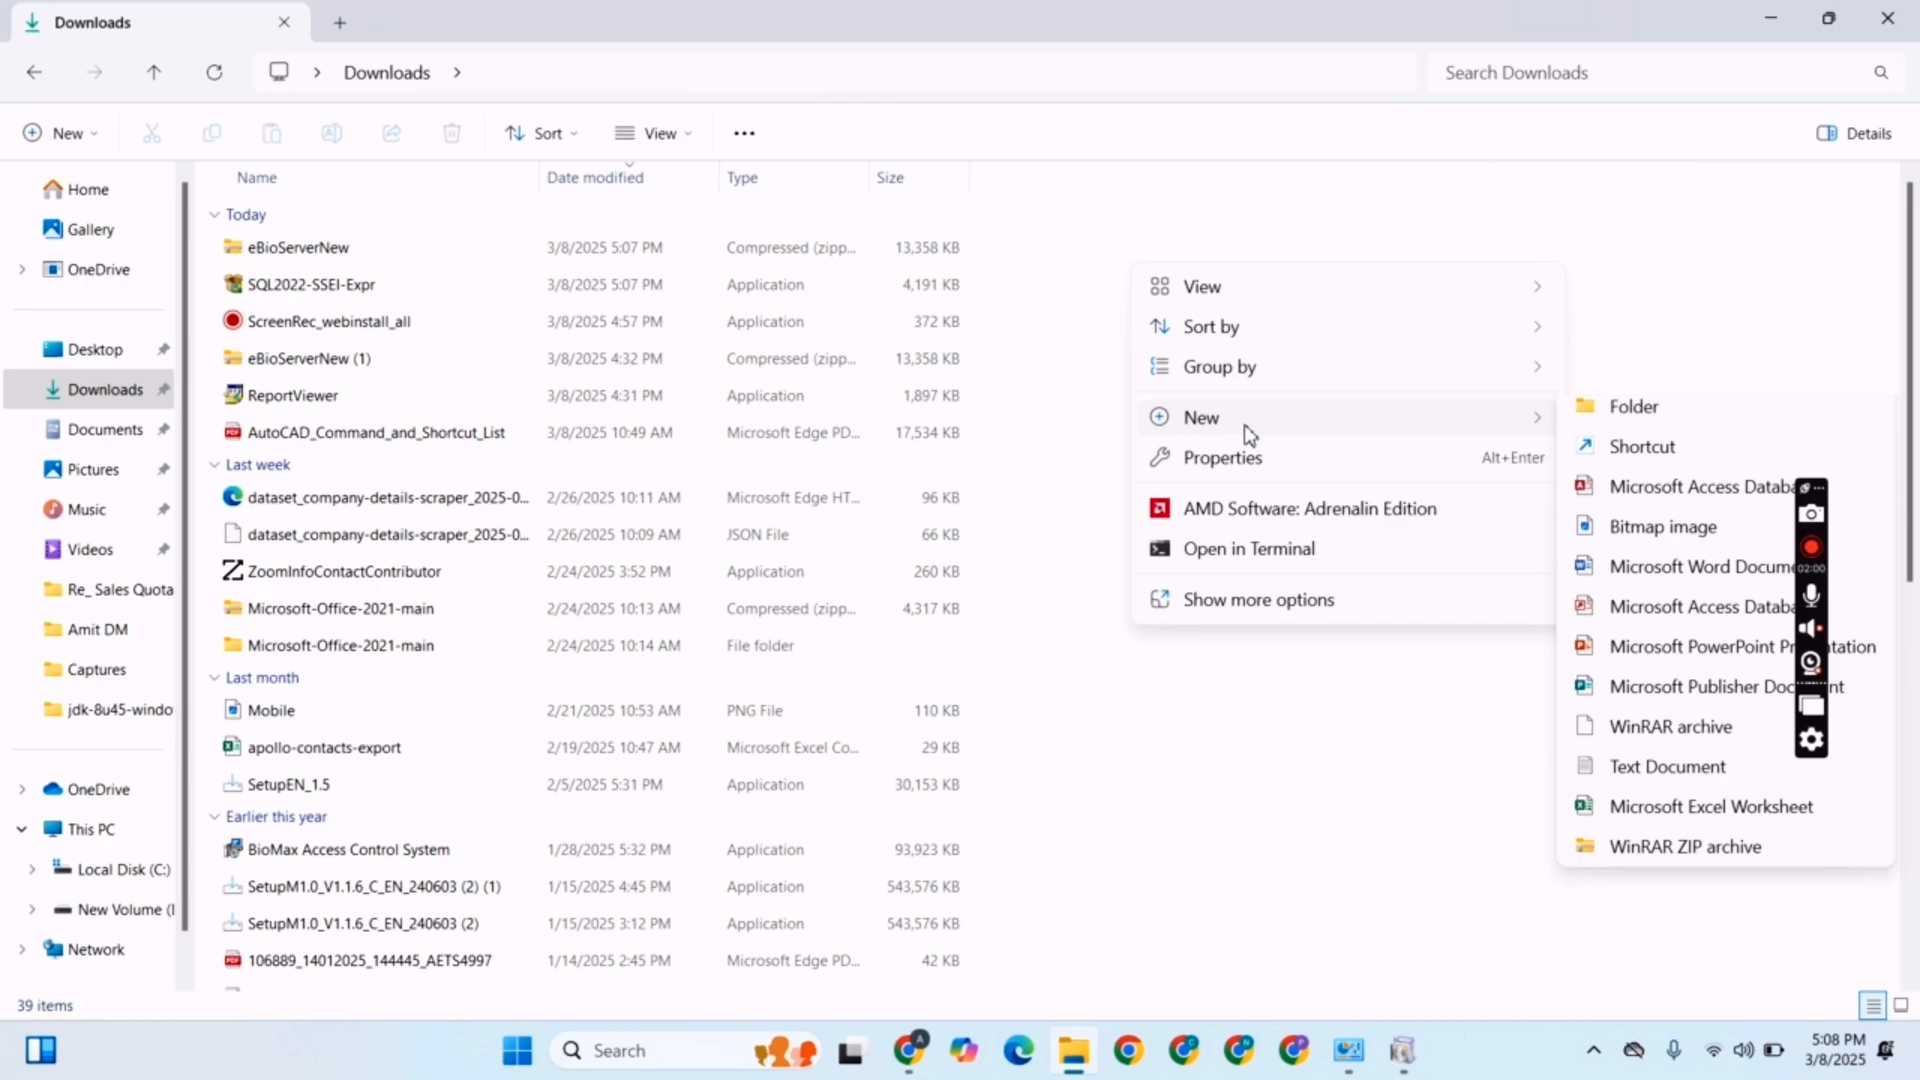 Downloads
Downloads
Search Downloads
New
Sort
View
Details
Name Date modified Type Size
Home
Gallery
OneDrive
Desktop
Downloads
Documents
Pictures
Music
Videos
Re_ Sales Quota
Amit DM
Captures
jdk-8u45-windo
OneDrive
This PC
Local Disk (C:)
New Volume (
Network
Today
eBioServerNew 3/8/2025 5:07 PM Compressed (zipp... 13,358 KB
SQL2022-SSEI-Expr 3/8/2025 5:07 PM Application 4,191 KB
ScreenRec_webinstall_all 3/8/2025 4:57 PM Application 372 KB
eBioServerNew (1) 3/8/2025 4:32 PM Compressed (zipp... 13,358 KB
ReportViewer 3/8/2025 4:31 PM Application 1,897 KB
AutoCAD_Command_and_Shortcut_List 3/8/2025 10:49 AM Microsoft Edge PD... 17,534 KB
Last week
dataset_company-details-scraper_2025-0... 2/26/2025 10:11 AM Microsoft Edge HT... 96 KB
dataset_company-details-scraper_2025-0... 2/26/2025 10:09 AM JSON File 66 KB
ZoomInfoContactContributor 2/24/2025 3:52 PM Application 260 KB
Microsoft-Office-2021-main 2/24/2025 10:13 AM Compressed (zipp... 4,317 KB
Microsoft-Office-2021-main 2/24/2025 10:14 AM File folder
Last month
Mobile 2/21/2025 10:53 AM PNG File 110 KB
apollo-contacts-export 2/19/2025 10:47 AM Microsoft Excel Co... 29 KB
SetupEN_1.5 2/5/2025 5:31 PM Application 30,153 KB
Earlier this year
BioMax Access Control System 1/28/2025 5:32 PM Application 93,923 KB
SetupM1.0_V1.1.6_C_EN_240603 (2) (1) 1/15/2025 4:45 PM Application 543,576 KB
SetupM1.0_V1.1.6_C_EN_240603 (2) 1/15/2025 3:12 PM Application 543,576 KB
106889_14012025_144445_AETS4997 1/14/2025 2:45 PM Microsoft Edge PD... 42 KB
View
Sort by
Group by
New
Properties Alt+Enter
AMD Software: Adrenalin Edition
Open in Terminal
Show more options
Folder
Shortcut
Microsoft Access Databa
Bitmap image
Microsoft Word Docum
Microsoft Access Databa
Microsoft PowerPoint Pr tation
Microsoft Publisher Doc nt
WinRAR archive
Text Document
Microsoft Excel Worksheet
WinRAR ZIP archive
02:00
39 items
Search
5:08 PM
3/8/2025